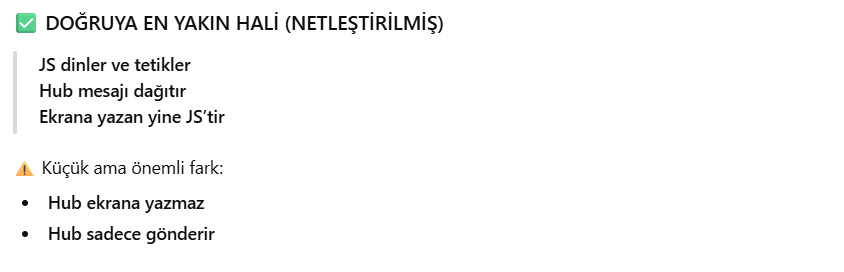 ✅ DOĞRUYA EN YAKIN HALİ (NETLEŞTİRİLMİŞ)
JS dinler ve tetikler
Hub mesajı dağıtır
Ekrana yazan yine JS’tir
⚠️ Küçük ama önemli fark:
• Hub ekrana yazmaz
• Hub sadece gönderir